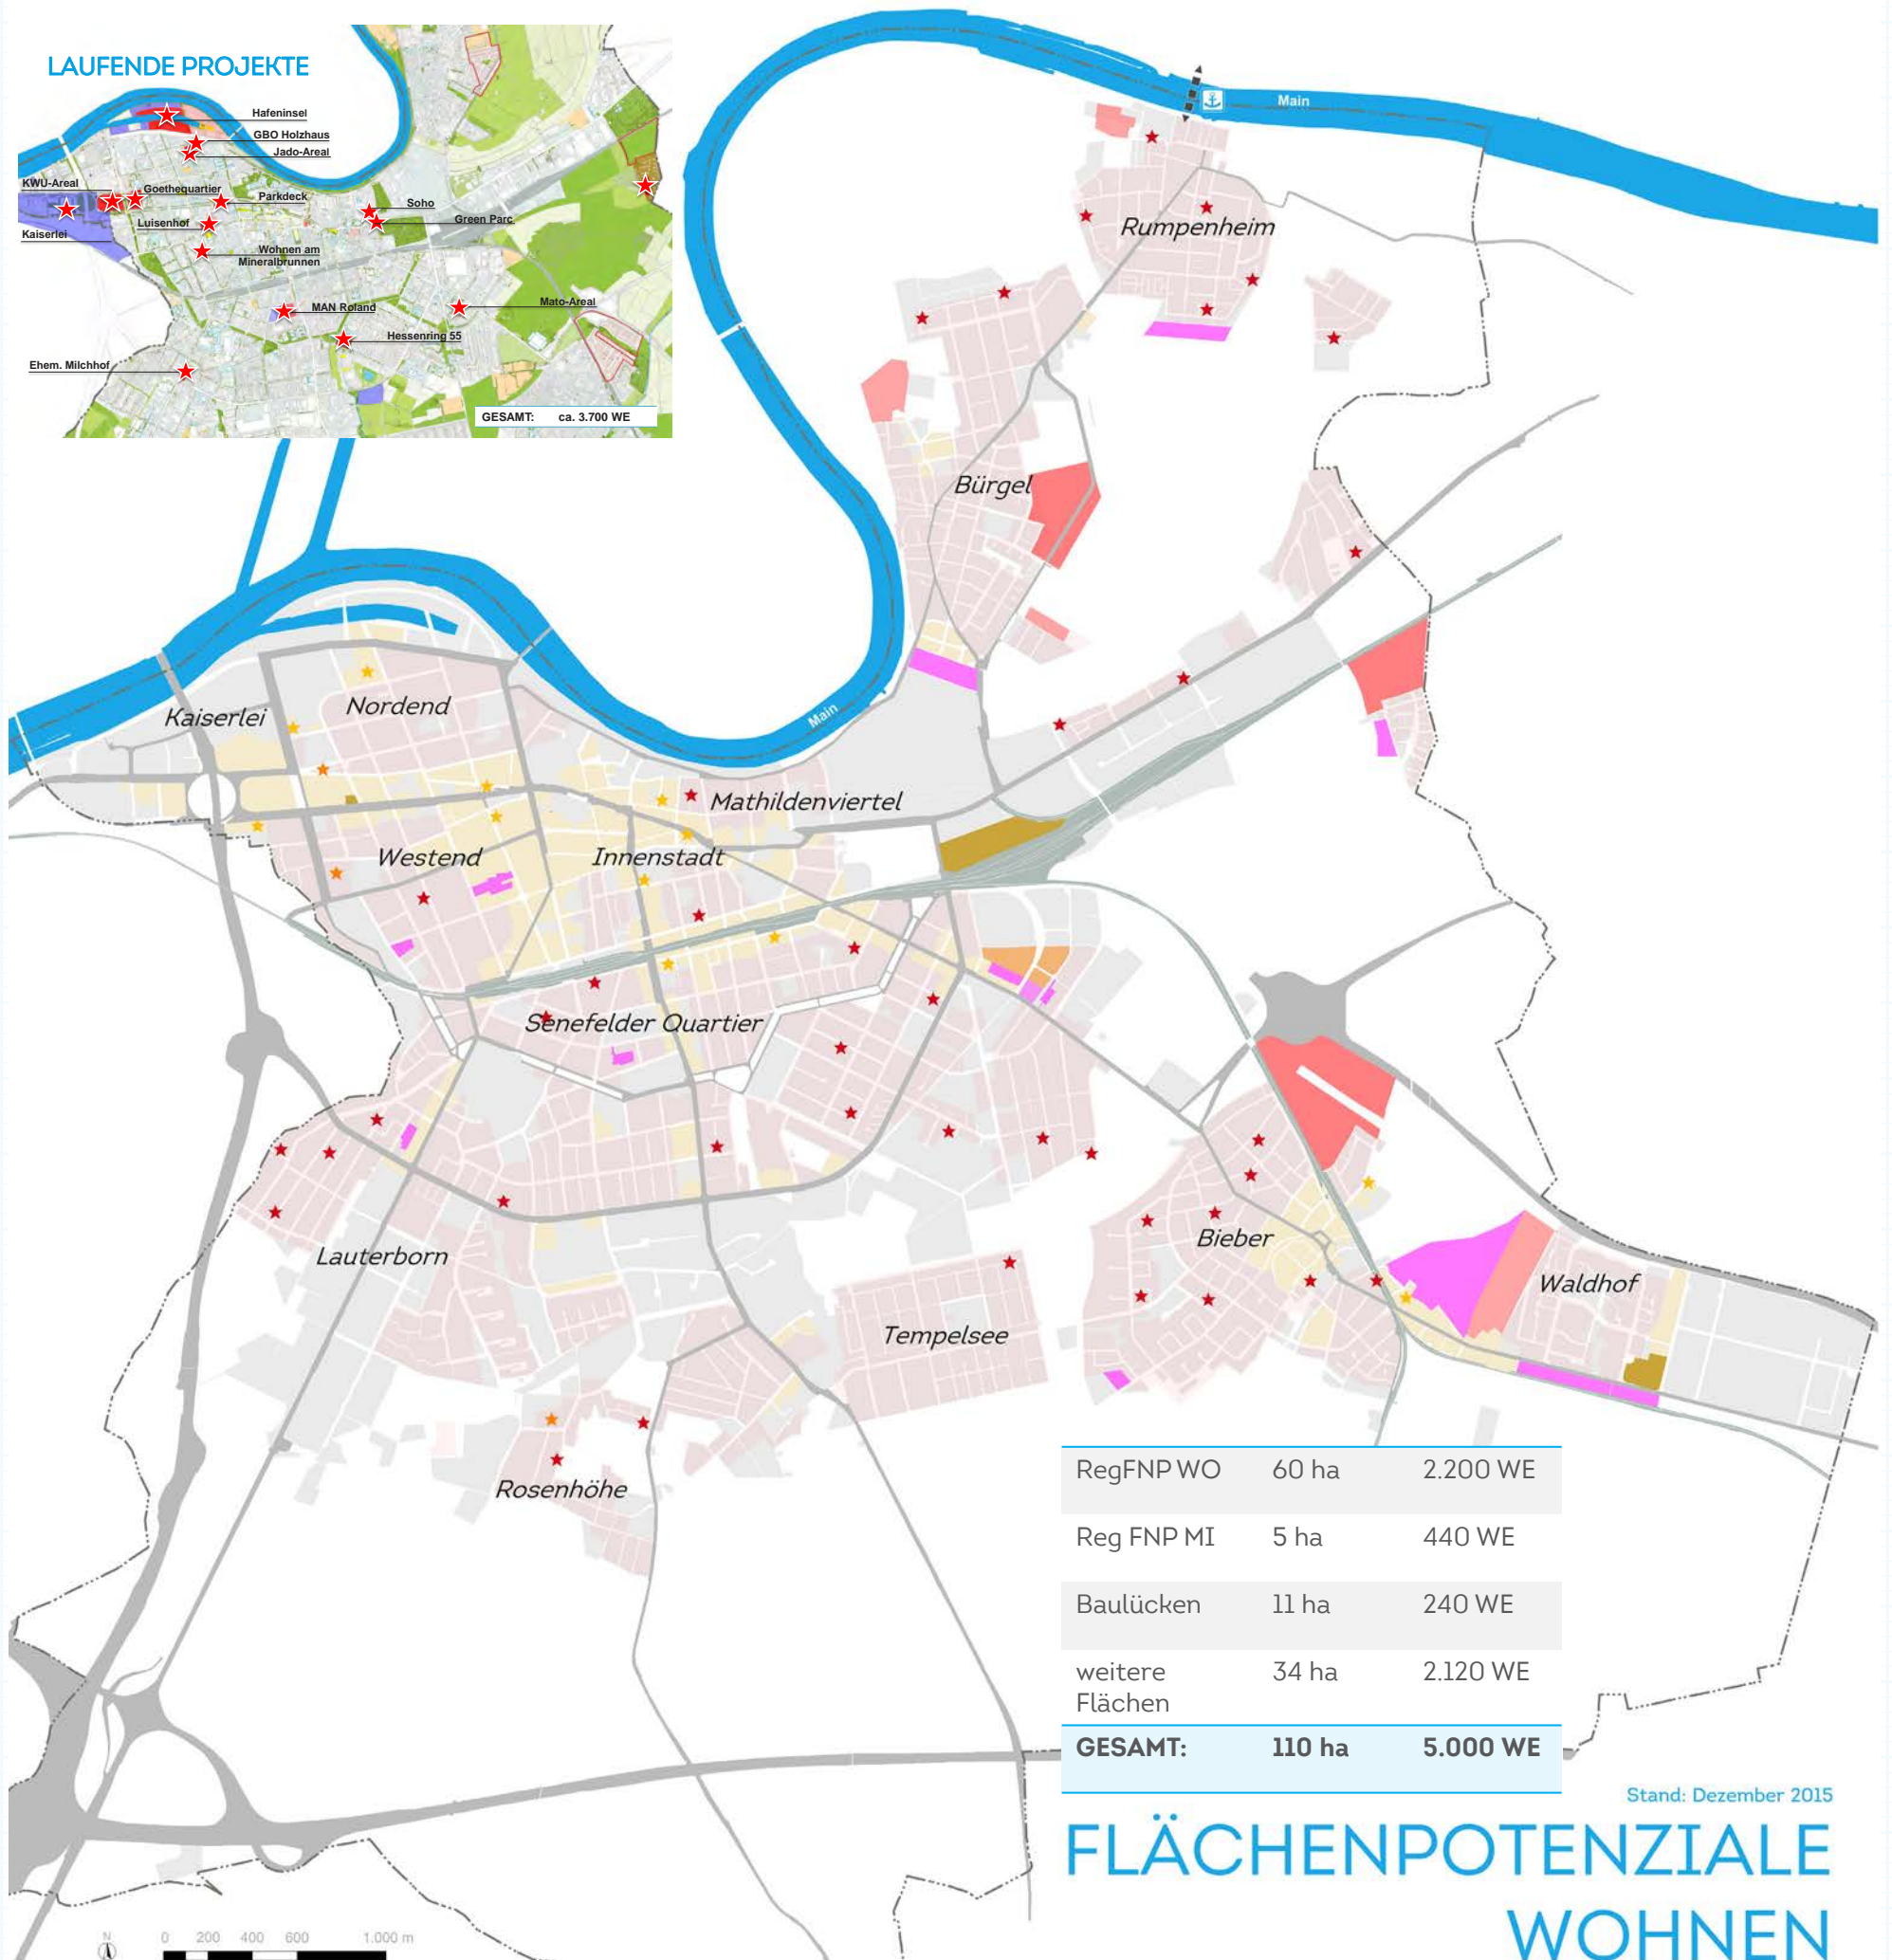 LAUFENDE PROJEKTE
Hafeninsel
GBO Holzhaus
Jado-Areal
KWU-Areal
Goethequartier
Parkdeck
Soho
Green Parc
Luisenhof
Kaiserlei
Wohnen am
Mineralbrunnen
MAN Roland
Mato-Areal
Hessenring 55
Ehem. Milchhof
GESAMT: ca. 3.700 WE
Main
Rumpenheim
Bürgel
Nordend
Kaiserlei
Main
Mathildenviertel
Westend
Innenstadt
Senefelder Quartier
Bieber
Lauterborn
Waldhof
Tempelsee
Rosenhöhe
RegFNP WO 60 ha 2.200 WE
Reg FNP MI 5 ha 440 WE
Baulücken 11 ha 240 WE
weitere 34 ha 2.120 WE
Flächen
GESAMT: 110 ha 5.000 WE
Stand: Dezember 2015
FLÄCHENPOTENZIALE
WOHNEN
N
0 200 400 600 1.000 m